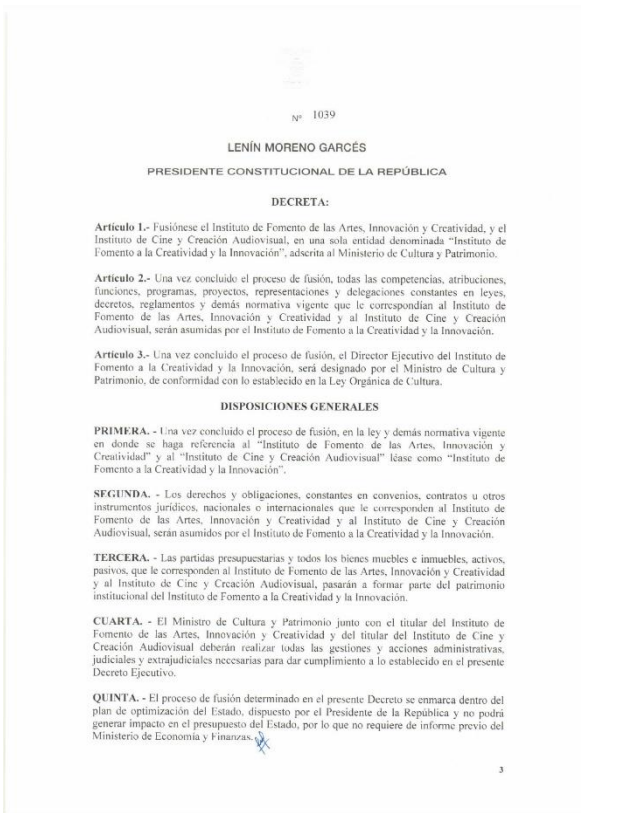 Nº 1039
LENÍN MORENO GARCÉS
PRESIDENTE CONSTITUCIONAL DE LA REPÚBLICA
DECRETA:
Artículo 1.- Fusiónese el Instituto de Fomento de las Artes, Innovación y Creatividad, y el
Instituto de Cine y Creación Audiovisual, en una sola entidad denominada “Instituto de
Fomento a la Creatividad y la Innovación”, adscrita al Ministerio de Cultura y Patrimonio.
Artículo 2.- Una vez concluido el proceso de fusión, todas las competencias, atribuciones,
funciones, programas, proyectos, representaciones y delegaciones constantes en leyes,
decretos, reglamentos y demás normativa vigente que le correspondían al Instituto de
Fomento de las Artes, Innovación y Creatividad y al Instituto de Cine y Creación
Audiovisual, serán asumidas por el Instituto de Fomento a la Creatividad y la Innovación.
Artículo 3.- Una vez concluido el proceso de fusión, el Director Ejecutivo del Instituto de
Fomento a la Creatividad y la Innovación, será designado por el Ministro de Cultura y
Patrimonio, de conformidad con lo establecido en la Ley Orgánica de Cultura.
DISPOSICIONES GENERALES
PRIMERA. - Una vez concluido el proceso de fusión, en la ley y demás normativa vigente
en donde se haga referencia al “Instituto de Fomento de las Artes, Innovación y
Creatividad” y al “Instituto de Cine y Creación Audiovisual” léase como “Instituto de
Fomento a la Creatividad y la Innovación”.
SEGUNDA. - Los derechos y obligaciones, constantes en convenios, contratos u otros
instrumentos jurídicos, nacionales o internacionales que le corresponden al Instituto de
Fomento de las Artes, Innovación y Creatividad y al Instituto de Cine y Creación
Audiovisual, serán asumidos por el Instituto de Fomento a la Creatividad y la Innovación.
TERCERA. - Las partidas presupuestarias y todos los bienes muebles e inmuebles, activos,
pasivos, que le corresponden al Instituto de Fomento de las Artes, Innovación y Creatividad
y al Instituto de Cine y Creación Audiovisual, pasarán a formar parte del patrimonio
institucional del Instituto de Fomento a la Creatividad y la Innovación.
CUARTA. - El Ministro de Cultura y Patrimonio junto con el titular del Instituto de
Fomento de las Artes, Innovación y Creatividad y del titular del Instituto de Cine y
Creación Audiovisual deberán realizar todas las gestiones y acciones administrativas,
judiciales y extrajudiciales necesarias para dar cumplimiento a lo establecido en el presente
Decreto Ejecutivo.
QUINTA. - El proceso de fusión determinado en el presente Decreto se enmarca dentro del
plan de optimización del Estado, dispuesto por el Presidente de la República y no podrá
generar impacto en el presupuesto del Estado, por lo que no requiere de informe previo del
Ministerio de Economía y Finanzas.
3